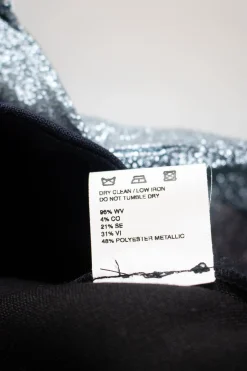 DRY CLEAN / LOW IRON
DO NOT TUMBLE DRY
96% WV
4% CO
21% SE
31% VI
48% POLYESTER METALLIC